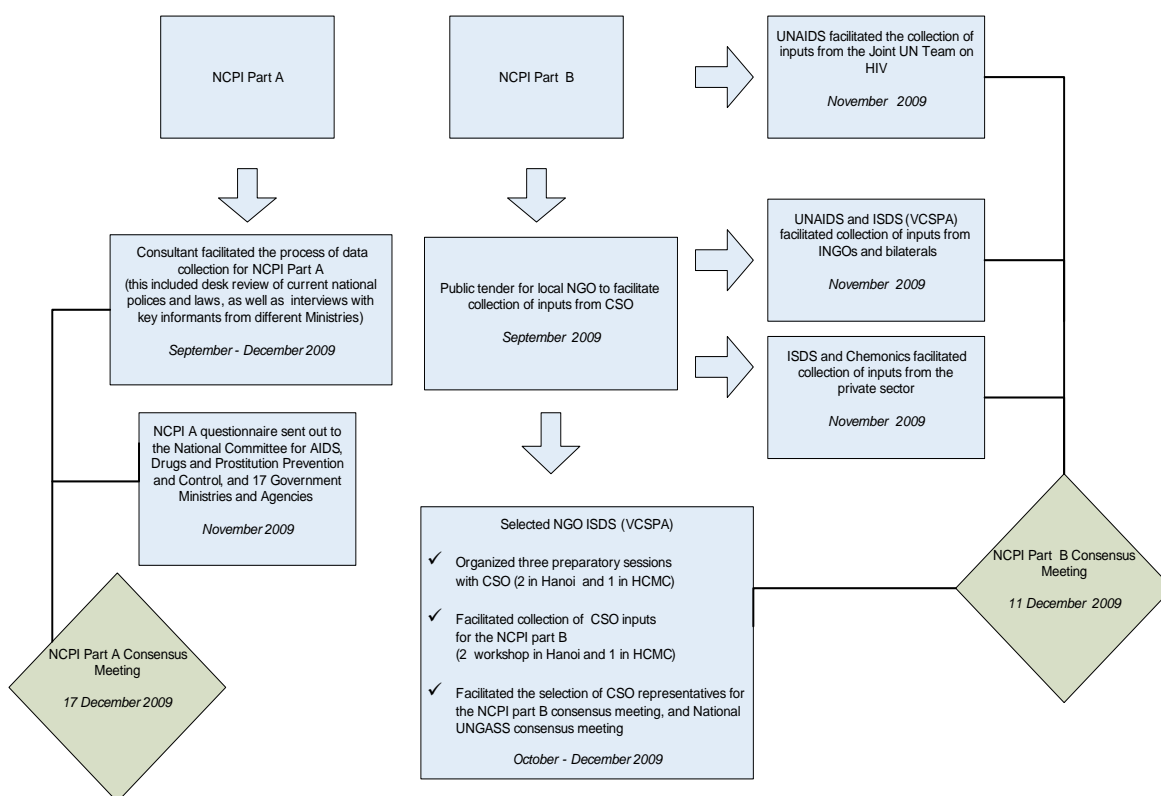 NCPI Part A
NCPI Part B
UNAIDS facilitated the collection of
inputs from the Joint UN Team on
HIV
November 2009
Consultant facilitated the process of data
collection for NCPI Part A
(this included desk review of current national
polices and laws, as well as interviews with
key informants from different Ministries)
September - December 2009
Public tender for local NGO to facilitate
collection of inputs from CSO
September 2009
UNAIDS and ISDS (VCSPA)
facilitated collection of inputs from
INGOs and bilaterals
November 2009
ISDS and Chemonics facilitated
collection of inputs from the
private sector
November 2009
NCPI A questionnaire sent out to
the National Committee for AIDS,
Drugs and Prostitution Prevention
and Control, and 17 Government
Ministries and Agencies
November 2009
Selected NGO ISDS (VCSPA)
✓ Organized three preparatory sessions
with CSO (2 in Hanoi and 1 in HCMC)
✓ Facilitated collection of CSO inputs
for the NCPI part B
(2 workshop in Hanoi and 1 in HCMC)
✓ Facilitated the selection of CSO representatives for
the NCPI part B consensus meeting, and National
UNGASS consensus meeting
October - December 2009
NCPI Part B Consensus
Meeting
11 December 2009
NCPI Part A Consensus
Meeting
17 December 2009